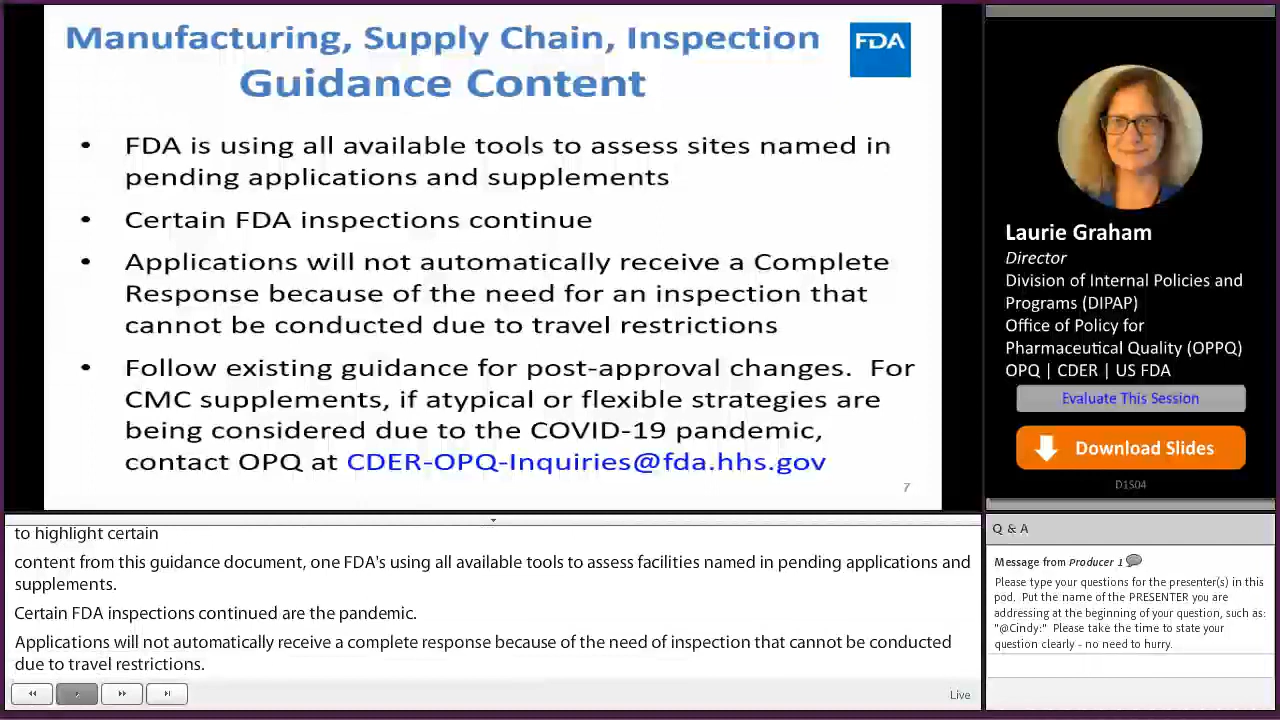 Manufacturing, Supply Chain, Inspection
Guidance Content
FDA
• FDA is using all available tools to assess sites named in
pending applications and supplements
• Certain FDA inspections continue
• Applications will not automatically receive a Complete
Response because of the need for an inspection that
cannot be conducted due to travel restrictions
• Follow existing guidance for post-approval changes. For
CMC supplements, if atypical or flexible strategies are
being considered due to the COVID-19 pandemic,
contact OPQ at CDER-OPQ-Inquiries@fda.hhs.gov
7
Laurie Graham
Director
Division of Internal Policies and
Programs (DIPAP)
Office of Policy for
Pharmaceutical Quality (OPPQ)
OPQ | CDER | US FDA
Evaluate This Session
Download Slides
D1S04
to highlight certain
content from this guidance document, one FDA's using all available tools to assess facilities named in pending applications and
supplements.
Certain FDA inspections continued are the pandemic.
Applications will not automatically receive a complete response because of the need of inspection that cannot be conducted
due to travel restrictions.
Live
Q & A
Message from Producer 1
Please type your questions for the presenter(s) in this
pod. Put the name of the PRESENTER you are
addressing at the beginning of your question, such as:
"@Cindy:" Please take the time to state your
question clearly - no need to hurry.